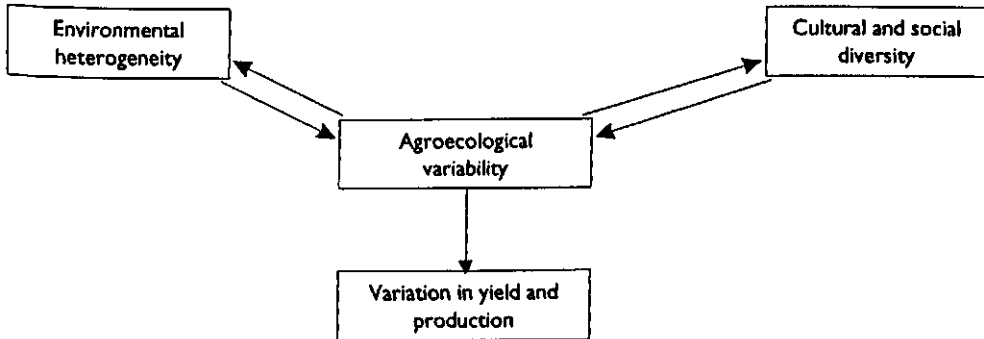 Environmental
heterogeneity
Cultural and social
diversity
Agroecological
variability
Variation in yield and
production